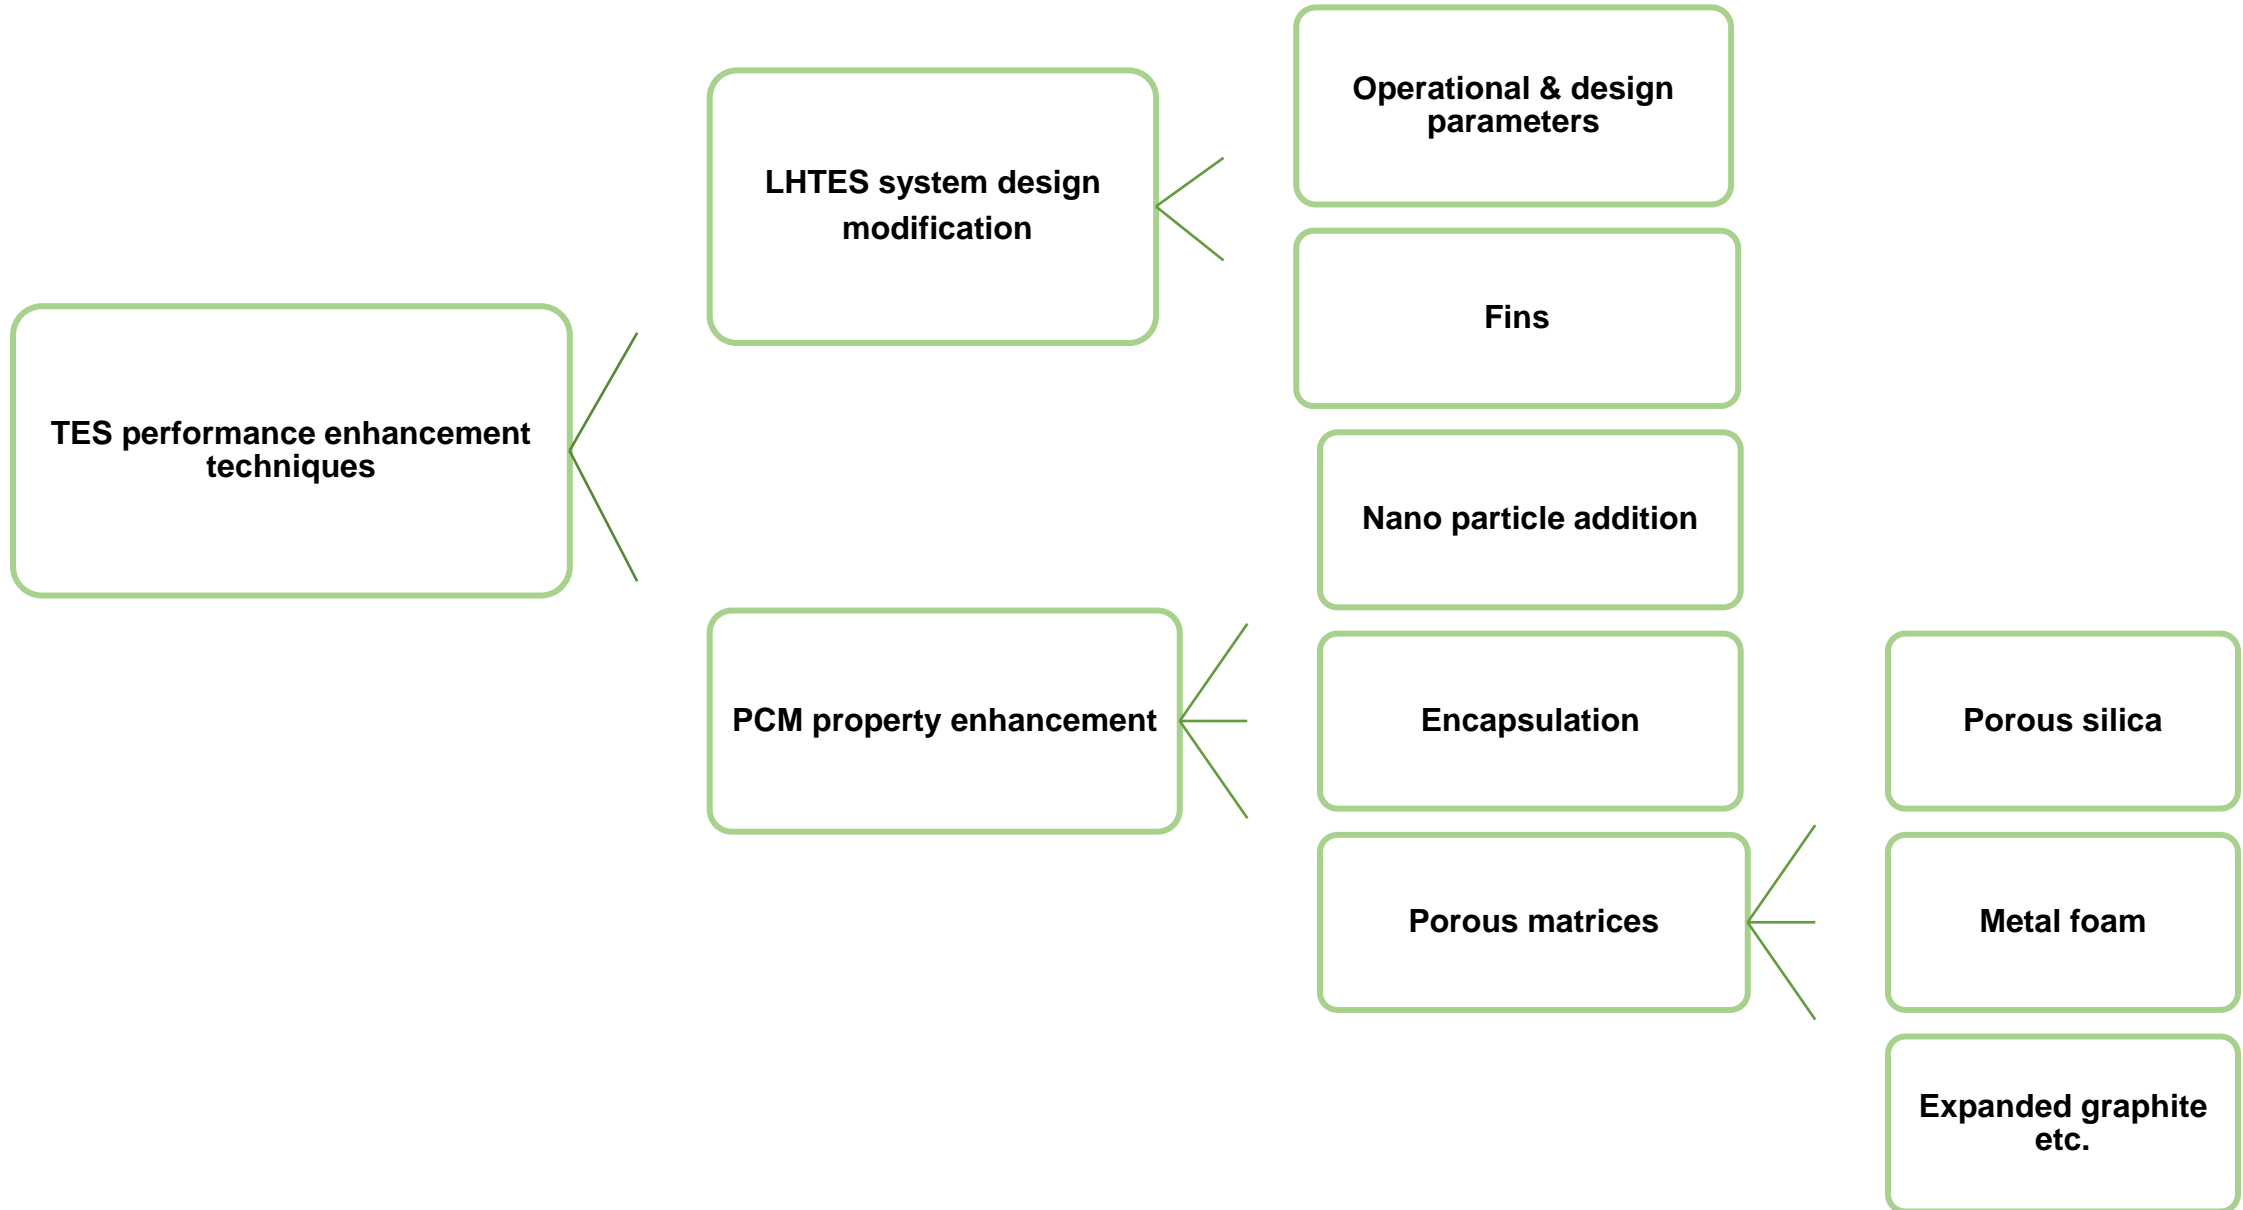 TES performance enhancement
techniques
LHTES system design
modification
Operational & design
parameters
Fins
PCM property enhancement
Nano particle addition
Encapsulation
Porous matrices
Porous silica
Metal foam
Expanded graphite
etc.